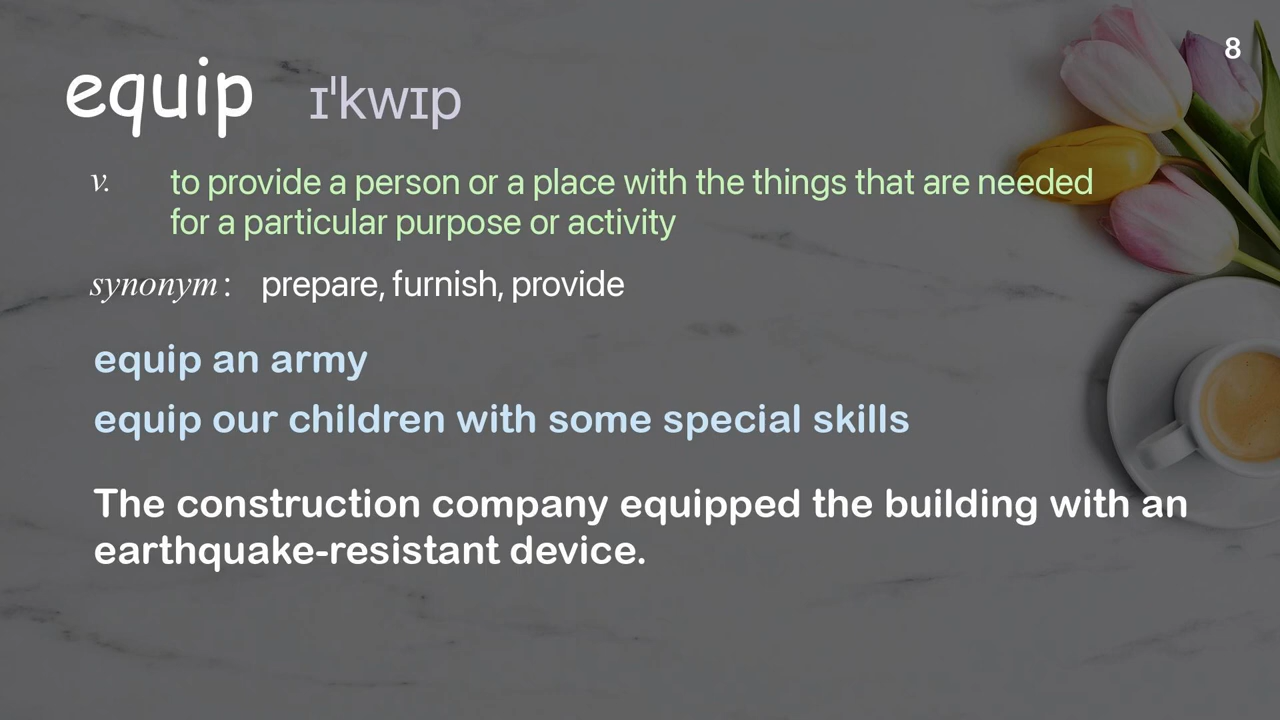 8
equip ɪˈkwɪp
v. to provide a person or a place with the things that are needed
for a particular purpose or activity
synonym : prepare, furnish, provide
equip an army
equip our children with some special skills
The construction company equipped the building with an
earthquake-resistant device.